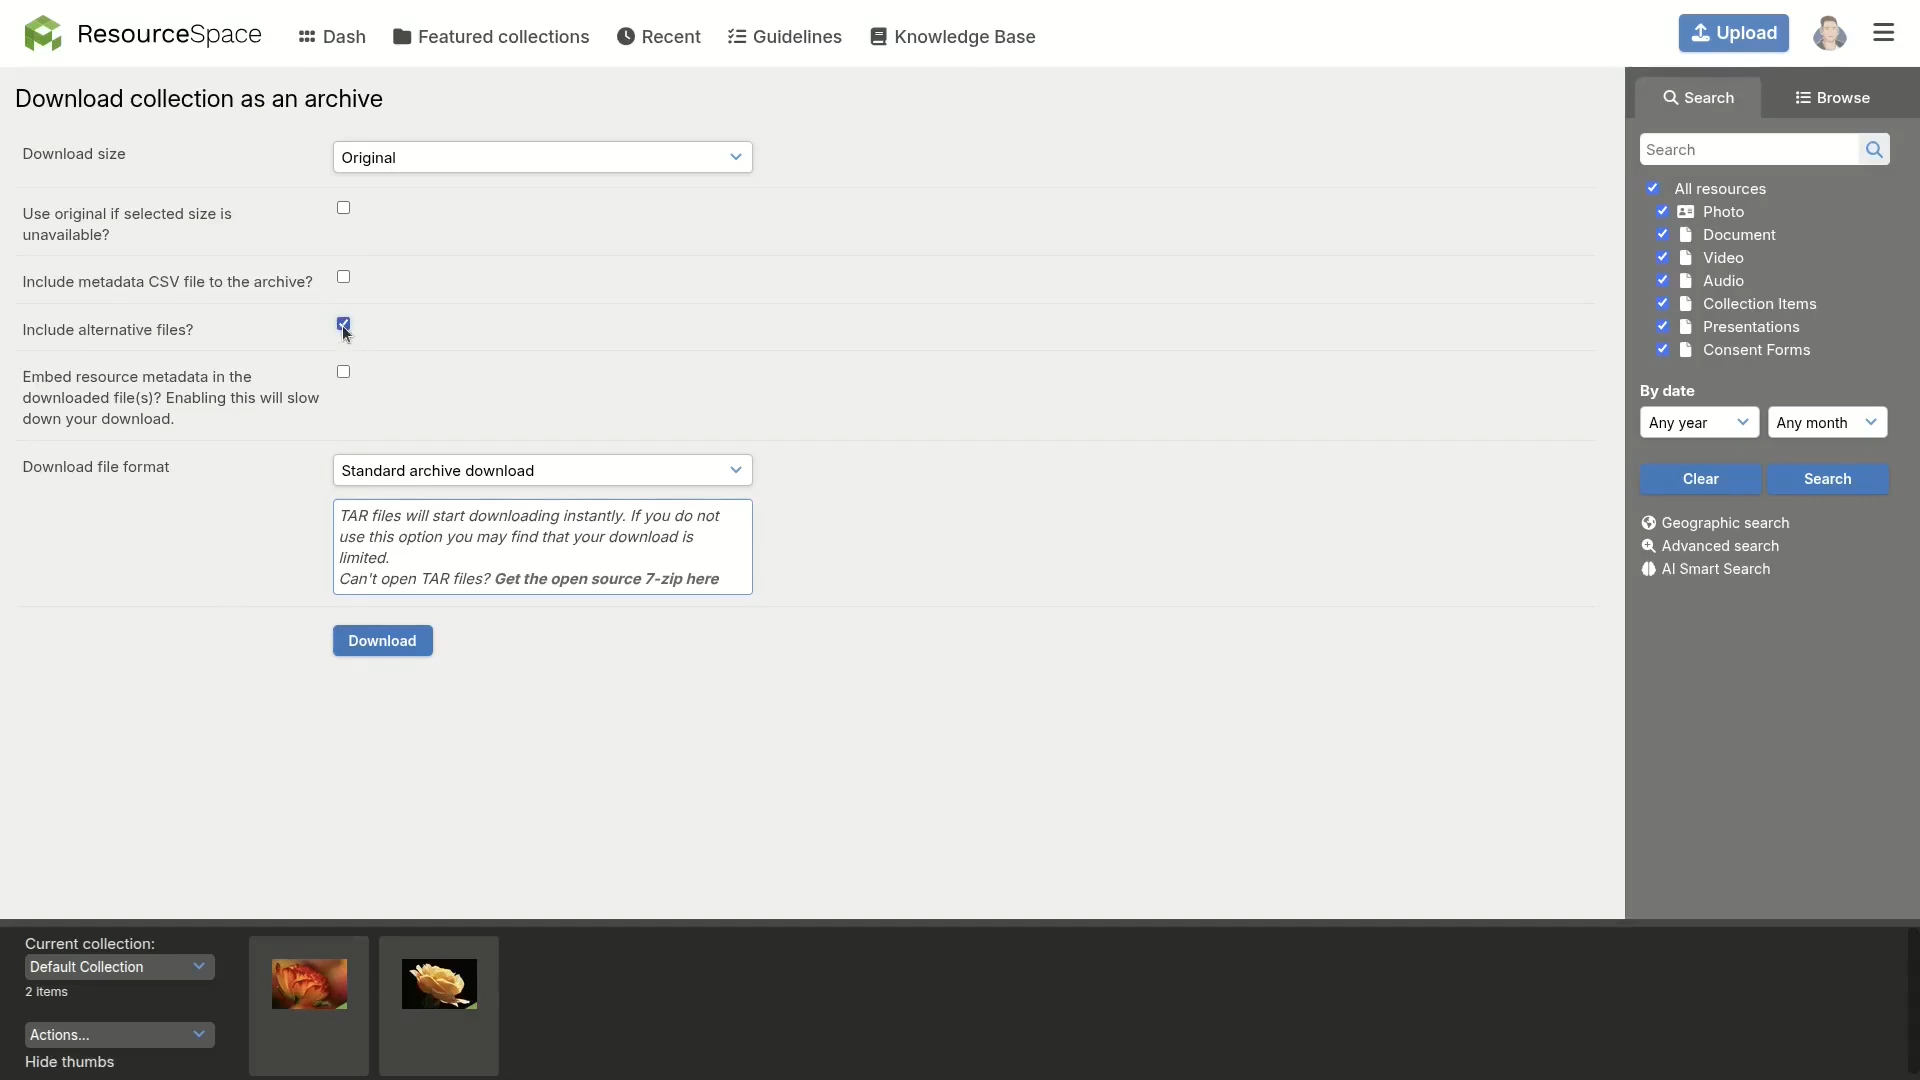 ResourceSpace
Dash
Featured collections
Recent
Guidelines
Knowledge Base
Upload
Download collection as an archive
Download size
Original
Use original if selected size is
unavailable?
Include metadata CSV file to the archive?
Include alternative files?
Embed resource metadata in the
downloaded file(s)? Enabling this will slow
down your download.
Download file format
Standard archive download
TAR files will start downloading instantly. If you do not
use this option you may find that your download is
limited.
Can't open TAR files? Get the open source 7-zip here
Download
Search
Browse
Search
All resources
Photo
Document
Video
Audio
Collection Items
Presentations
Consent Forms
By date
Any year
Any month
Clear
Search
Geographic search
Advanced search
AI Smart Search
Current collection:
Default Collection
2 items
Actions...
Hide thumbs